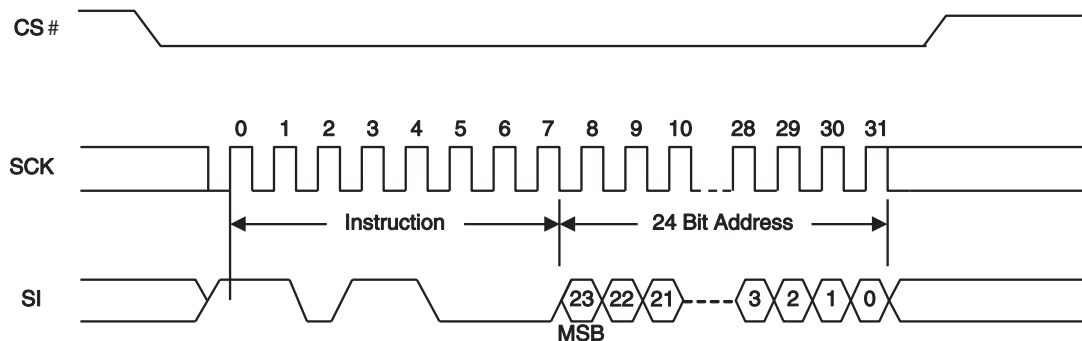 CS #
0 1 2 3 4 5 6 7 8 9 10 28 29 30 31
SCK
Instruction 24 Bit Address
SI 23 22 21 3 2 1 0
MSB